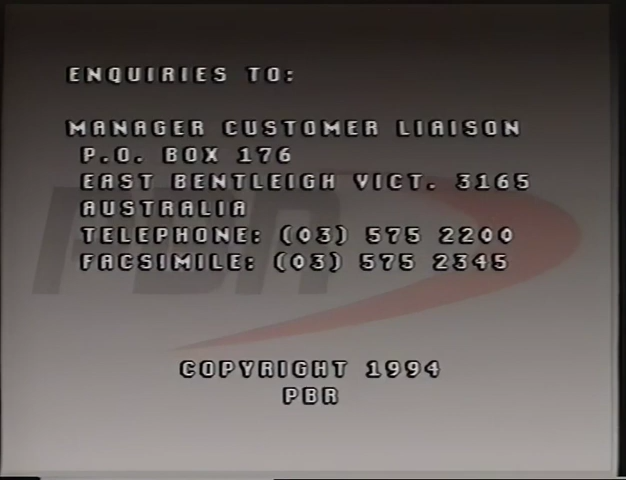 ENQUIRIES TO:
MANAGER CUSTOMER LIAISON
P.O. BOX 176
EAST BENTLEIGH VICT. 3165
AUSTRALIA
TELEPHONE: (03) 575 2200
FACSIMILE: (03) 575 2345
PBR
COPYRIGHT 1994
PBR